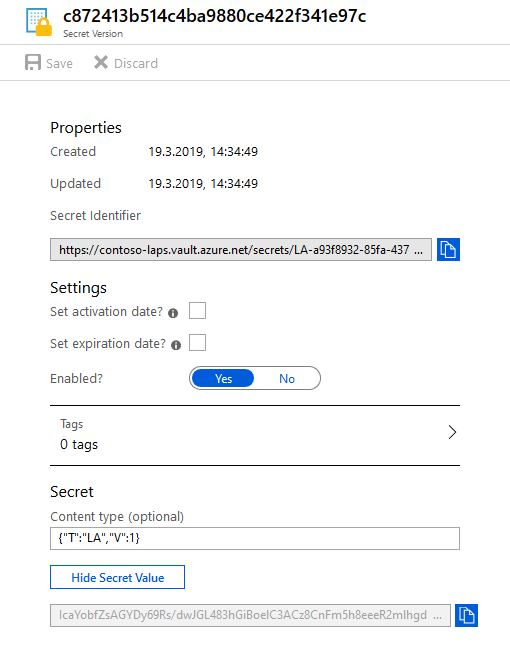 c872413b514c4ba9880ce422f341e97c
Secret Version
Save Discard
Properties
Created 19.3.2019, 14:34:49
Updated 19.3.2019, 14:34:49
Secret Identifier
https://contoso-laps.vault.azure.net/secrets/LA-a93f8932-85fa-437 ...
Settings
Set activation date?
Set expiration date?
Enabled? Yes No
Tags
0 tags
Secret
Content type (optional)
{"T":"LA","V":1}
Hide Secret Value
IcaYobfZsAGYDy69Rs/dwJGL483hGiBoeIC3ACz8CnFm5h8eeeR2mIhgd ...